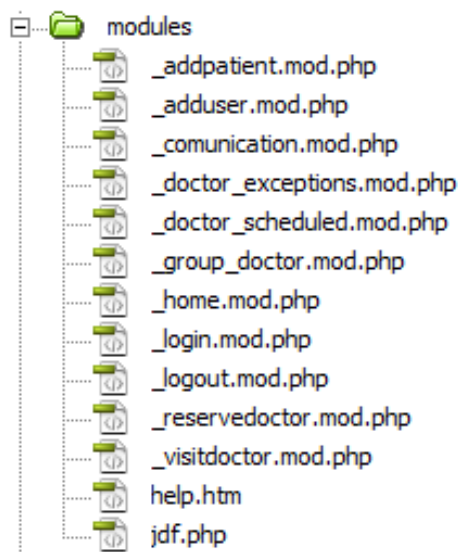 modules
_addpatient.mod.php
_adduser.mod.php
_comunication.mod.php
_doctor_exceptions.mod.php
_doctor_scheduled.mod.php
_group_doctor.mod.php
_home.mod.php
_login.mod.php
_logout.mod.php
_reservedoctor.mod.php
_visitdoctor.mod.php
help.htm
jdf.php